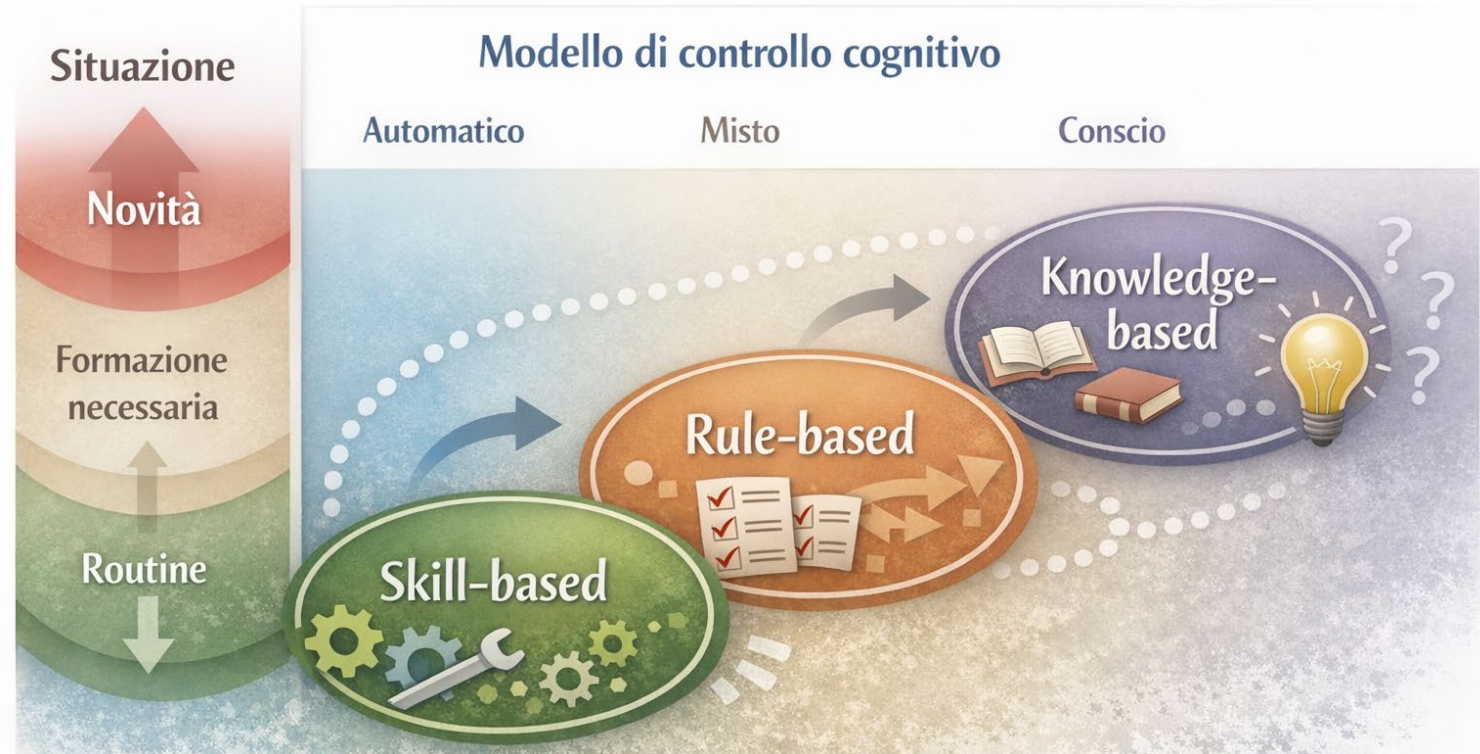 Situazione
Modello di controllo cognitivo
Automatico
Misto
Conscio
Novità
Formazione
necessaria
Routine
Knowledge-
based
Rule-based
Skill-based
?
?
?